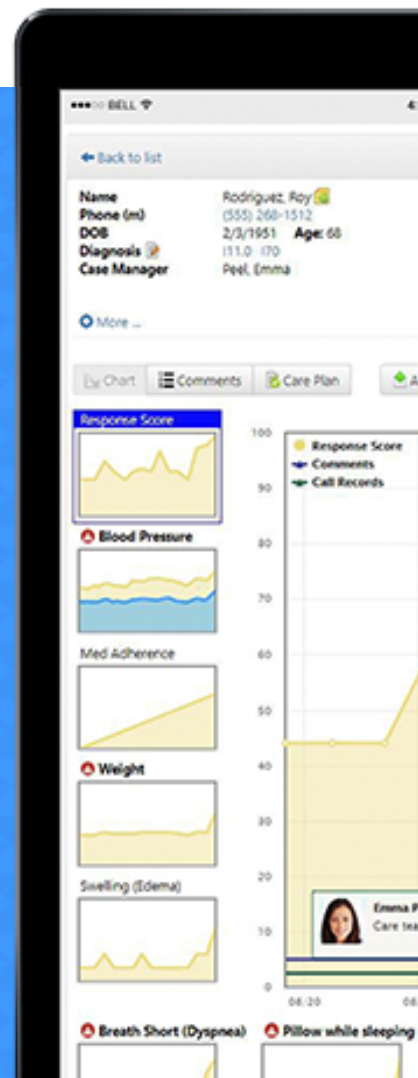 BELL
Back to list
Name Rodriguez, Roy
Phone (m) (555) 268-1512
DOB 2/3/1951 Age: 68
Diagnosis I11.0 I70
Case Manager Peel, Emma
More ...
Chart Comments Care Plan
Response Score
Blood Pressure
Med Adherence
Weight
Swelling (Edema)
100
90
80
70
60
50
40
30
20
10
0
Response Score
Comments
Call Records
Emma P
Care tea
06/20
Breath Short (Dyspnea) Pillow while sleeping